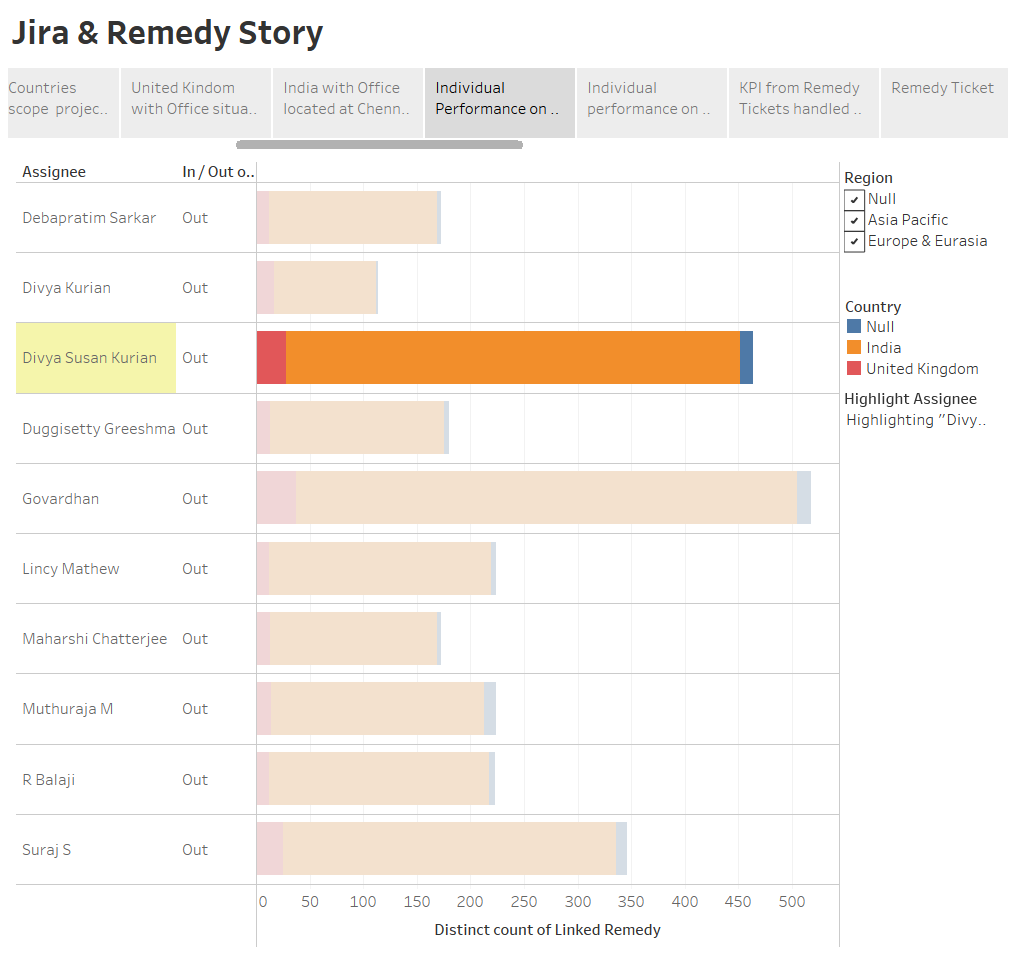 Jira & Remedy Story
Countries
scope projec..
United Kindom
with Office situa..
India with Office
located at Chenn..
Individual
Performance on ..
Individual
performance on ..
KPI from Remedy
Tickets handled ..
Remedy Ticket
Assignee In / Out o..
Debapratim Sarkar Out
Divya Kurian Out
Divya Susan Kurian Out
Duggisetty Greeshma Out
Govardhan Out
Lincy Mathew Out
Maharshi Chatterjee Out
Muthuraja M Out
R Balaji Out
Suraj S Out
0 50 100 150 200 250 300 350 400 450 500
Distinct count of Linked Remedy
Region
Null
Asia Pacific
Europe & Eurasia
Country
Null
India
United Kingdom
Highlight Assignee
Highlighting "Divy..